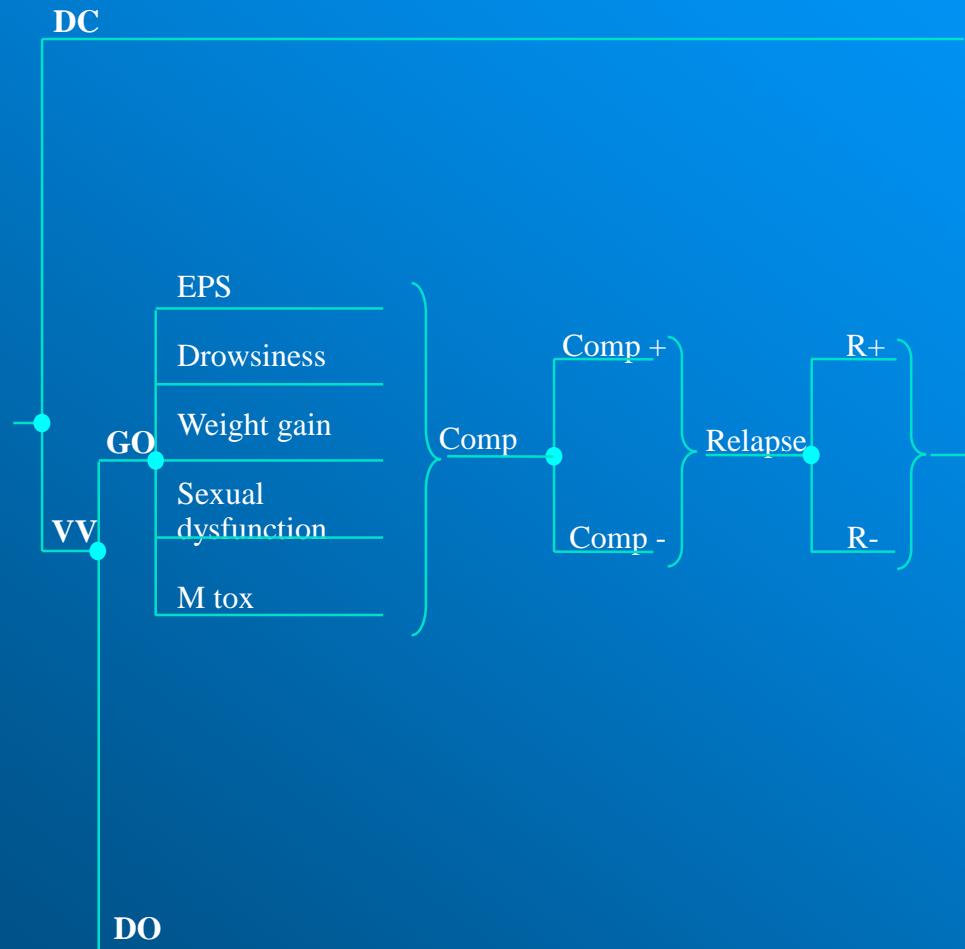 DC
EPS
Drowsiness
Weight gain
GO
Sexual
dysfunction
M tox
VV
Comp
Comp +
Comp -
Relapse
R+
R-
DO